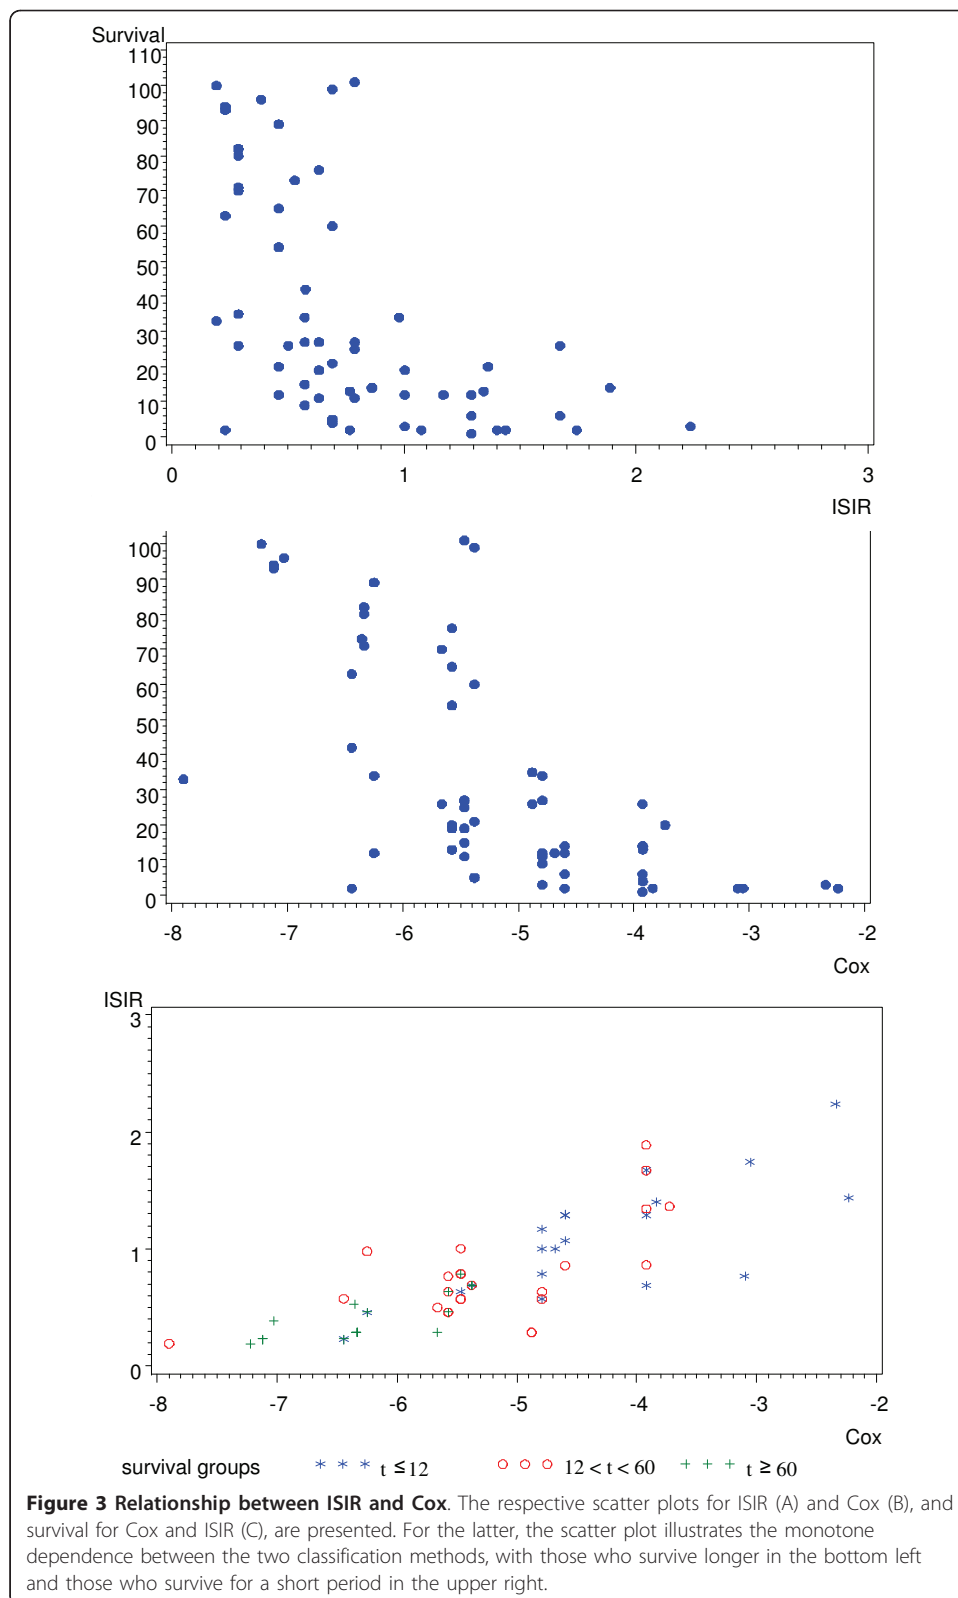 Survival
110
100
90
80
70
60
50
40
30
20
10
0
0 1 2 3
ISIR
100
90
80
70
60
50
40
30
20
10
0
-8 -7 -6 -5 -4 -3 -2
Cox
ISIR
3
2
1
0
-8 -7 -6 -5 -4 -3 -2
Cox
survival groups * * * t ≤12 ○ ○ ○ 12 < t < 60 + + + t ≥ 60
Figure 3 Relationship between ISIR and Cox. The respective scatter plots for ISIR (A) and Cox (B), and
survival for Cox and ISIR (C), are presented. For the latter, the scatter plot illustrates the monotone
dependence between the two classification methods, with those who survive longer in the bottom left
and those who survive for a short period in the upper right.